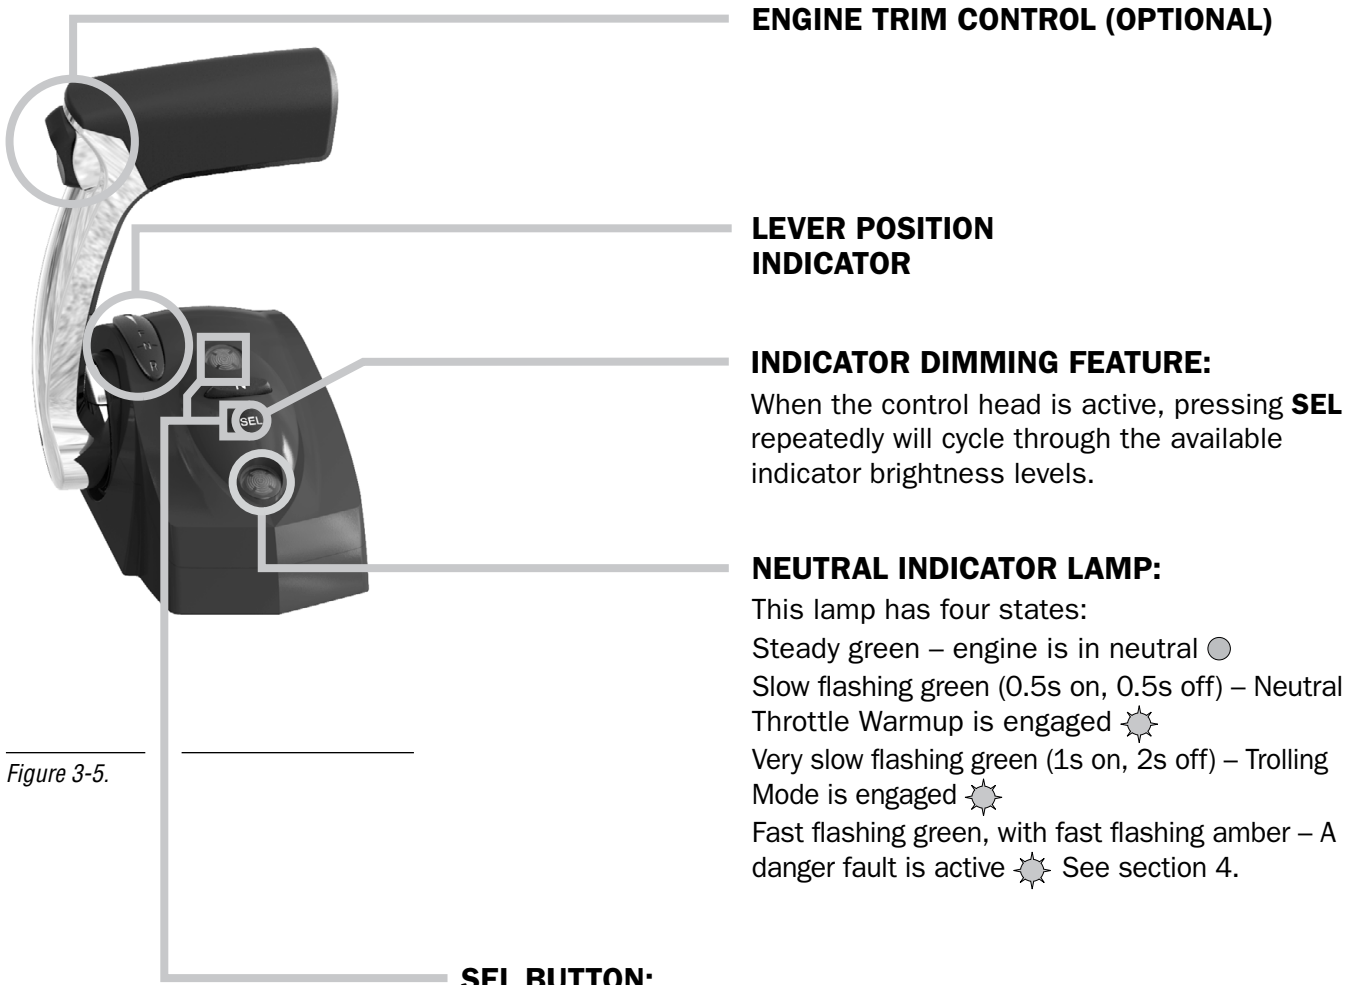 ENGINE TRIM CONTROL (OPTIONAL)
LEVER POSITION
INDICATOR
INDICATOR DIMMING FEATURE:
When the control head is active, pressing SEL
repeatedly will cycle through the available
indicator brightness levels.
NEUTRAL INDICATOR LAMP:
This lamp has four states:
Steady green – engine is in neutral
Slow flashing green (0.5s on, 0.5s off) – Neutral
Throttle Warmup is engaged
Very slow flashing green (1s on, 2s off) – Trolling
Mode is engaged
Fast flashing green, with fast flashing amber – A
danger fault is active See section 4.
N
R
N
SEL
Figure 3-5.
SEL BUTTON: